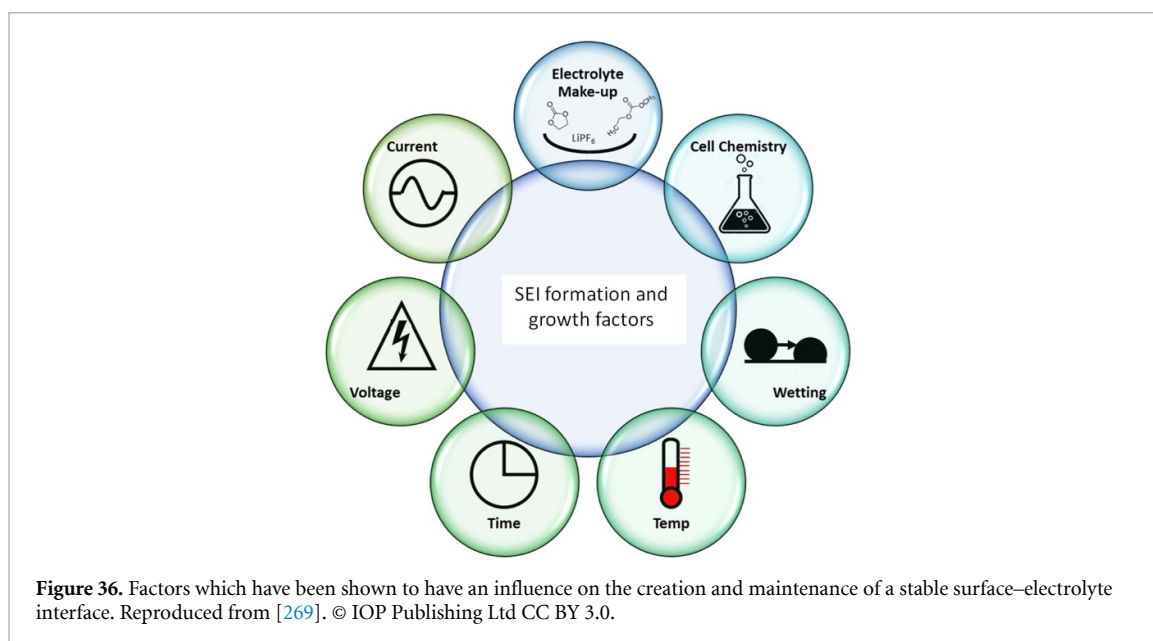 Electrolyte
Make-up
O
O
O
O
O
OCH₃
H₃C
LiPF₆
Current
Cell Chemistry
SEI formation and
growth factors
Voltage
Wetting
Time
Temp
Figure 36. Factors which have been shown to have an influence on the creation and maintenance of a stable surface–electrolyte
interface. Reproduced from [269]. © IOP Publishing Ltd CC BY 3.0.